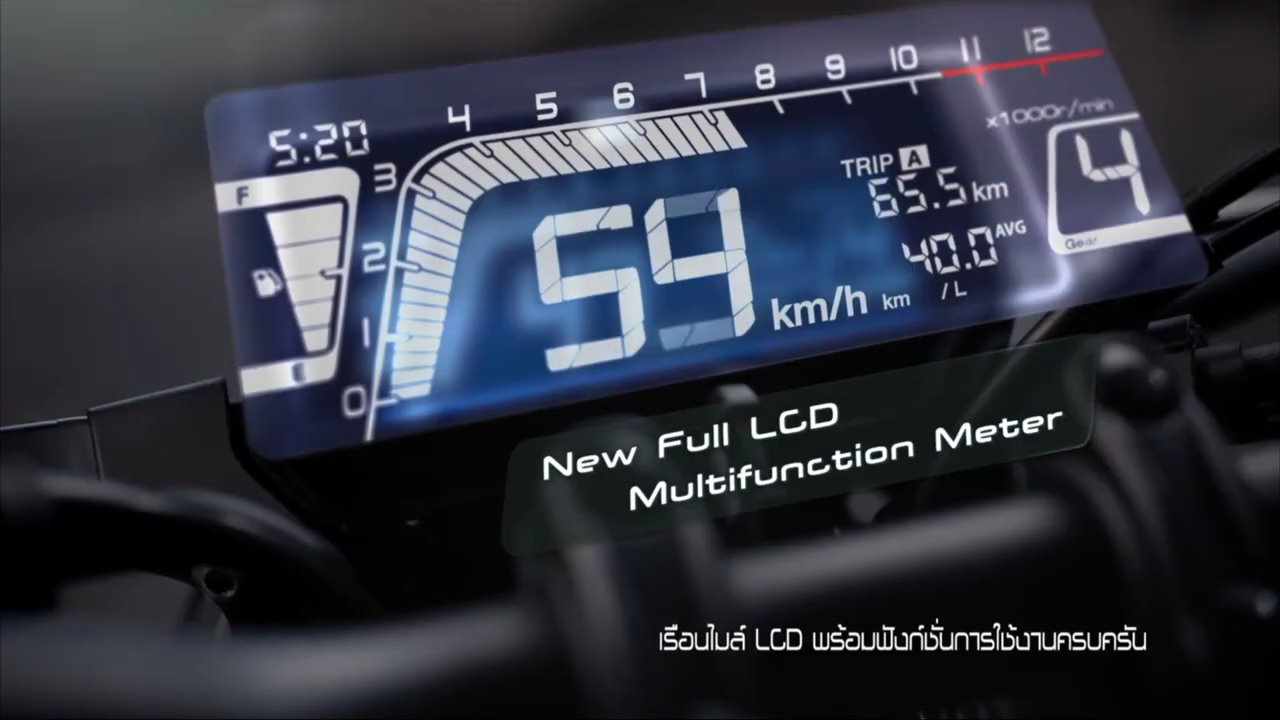 5:20
F
0
1
2
3
4
5
6
7
8
9
10
11
12
x1000r/min
TRIP A
65.5 km
40.0 AVG
km /L
59 km/h
4
Gear
New Full LCD
Multifunction Meter
เรือนไมล์ LCD พร้อมฟังก์ชั่นการใช้งานครบครัน